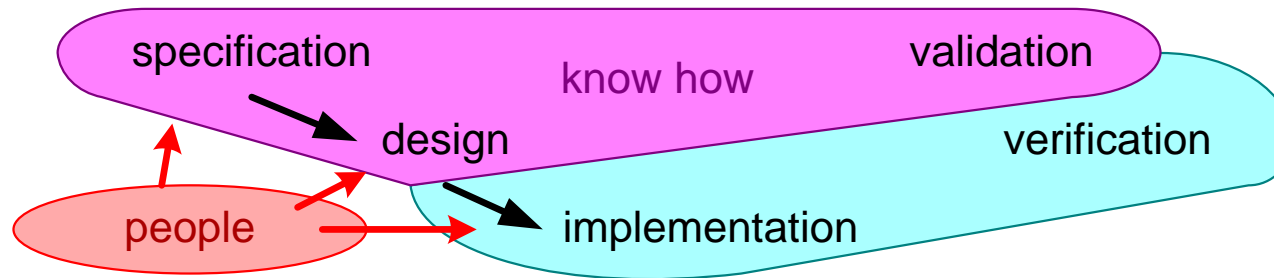 specification
validation
know how
design
verification
people
implementation